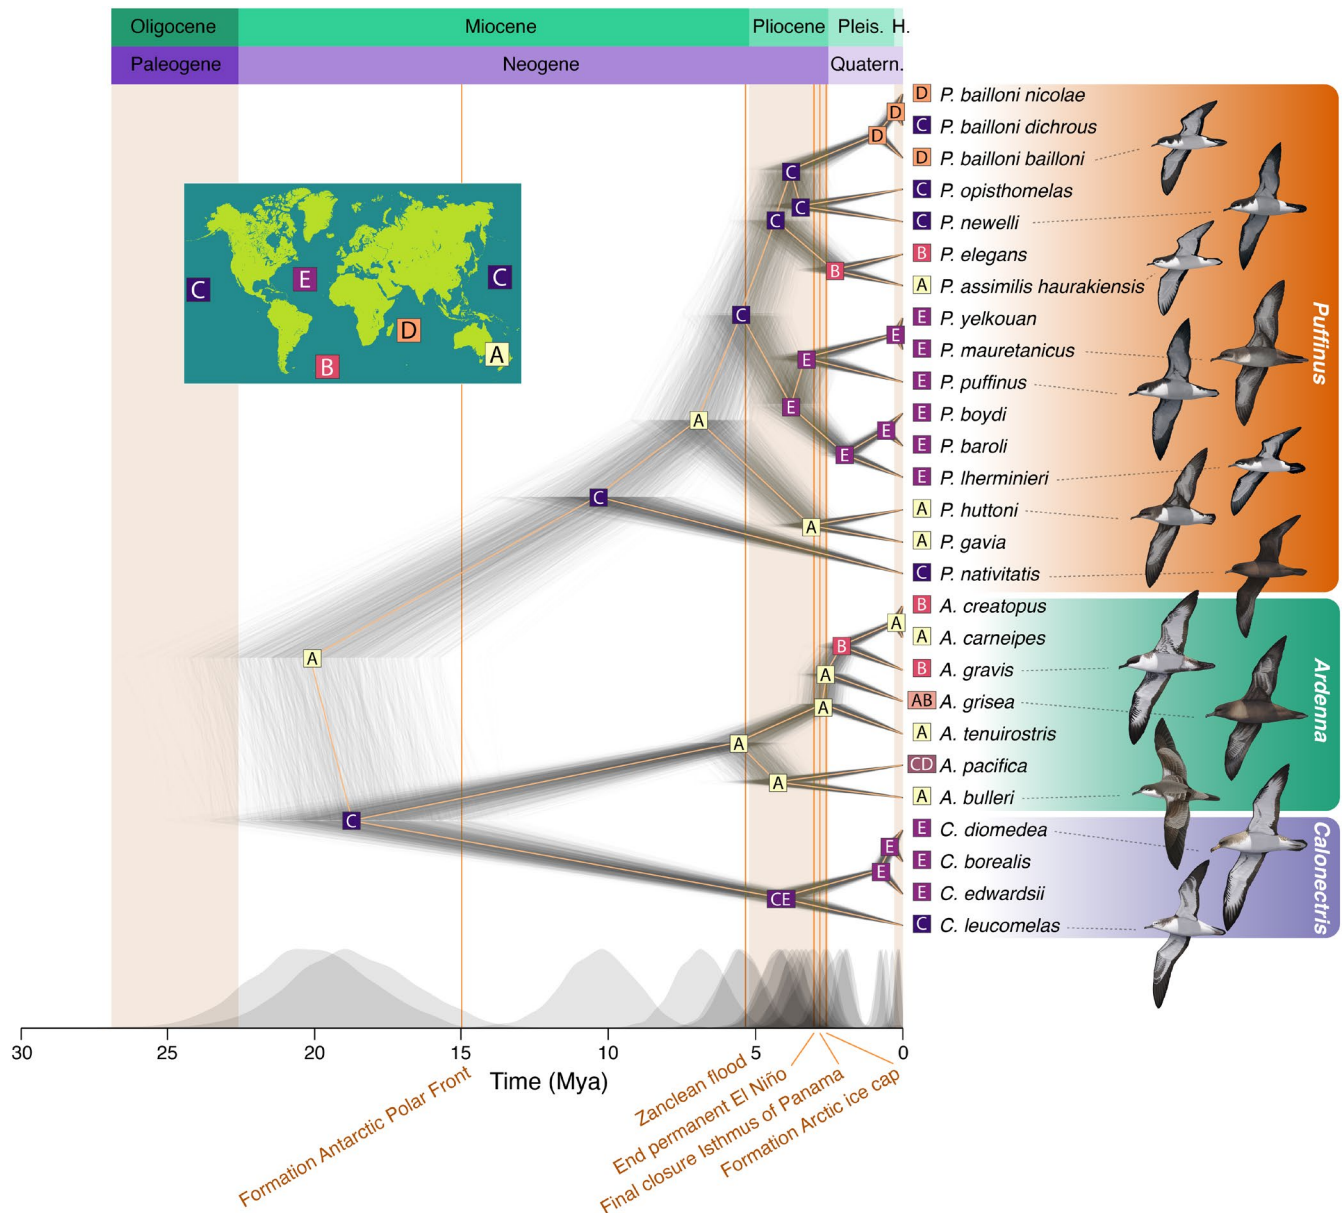 Oligocene Miocene Pliocene Pleis. H.
Paleogene Neogene Quatern.
D P. bailloni nicolae
D
C P. bailloni dichrous
D
D P. bailloni bailloni
C
C P. opisthomelas
C
C
C P. newelli
B P. elegans
B
A P. assimilis haurakiensis
C E C
D
A
B
C
E P. yelkouan
E
E P. mauretanicus
E
E P. puffinus
E
E P. boydi
E
E P. baroli
E
E P. lherminieri
A
C
A P. huttoni
A
A P. gavia
C P. nativitatis
Puffinus
B A. creatopus
A
A A. carneipes
B
B A. gravis
A
A
AB A. grisea
A
A A. tenuirostris
A
CD A. pacifica
A
A A. bulleri
Ardenna
C
E C. diomedea
E
E C. borealis
E
E C. edwardsii
CE
C C. leucomelas
Calonectris
30 25 20 15 10 5 0
Time (Mya)
Formation Antarctic Polar Front
Zanclean flood
End permanent El Niño
Final closure Isthmus of Panama
Formation Arctic ice cap